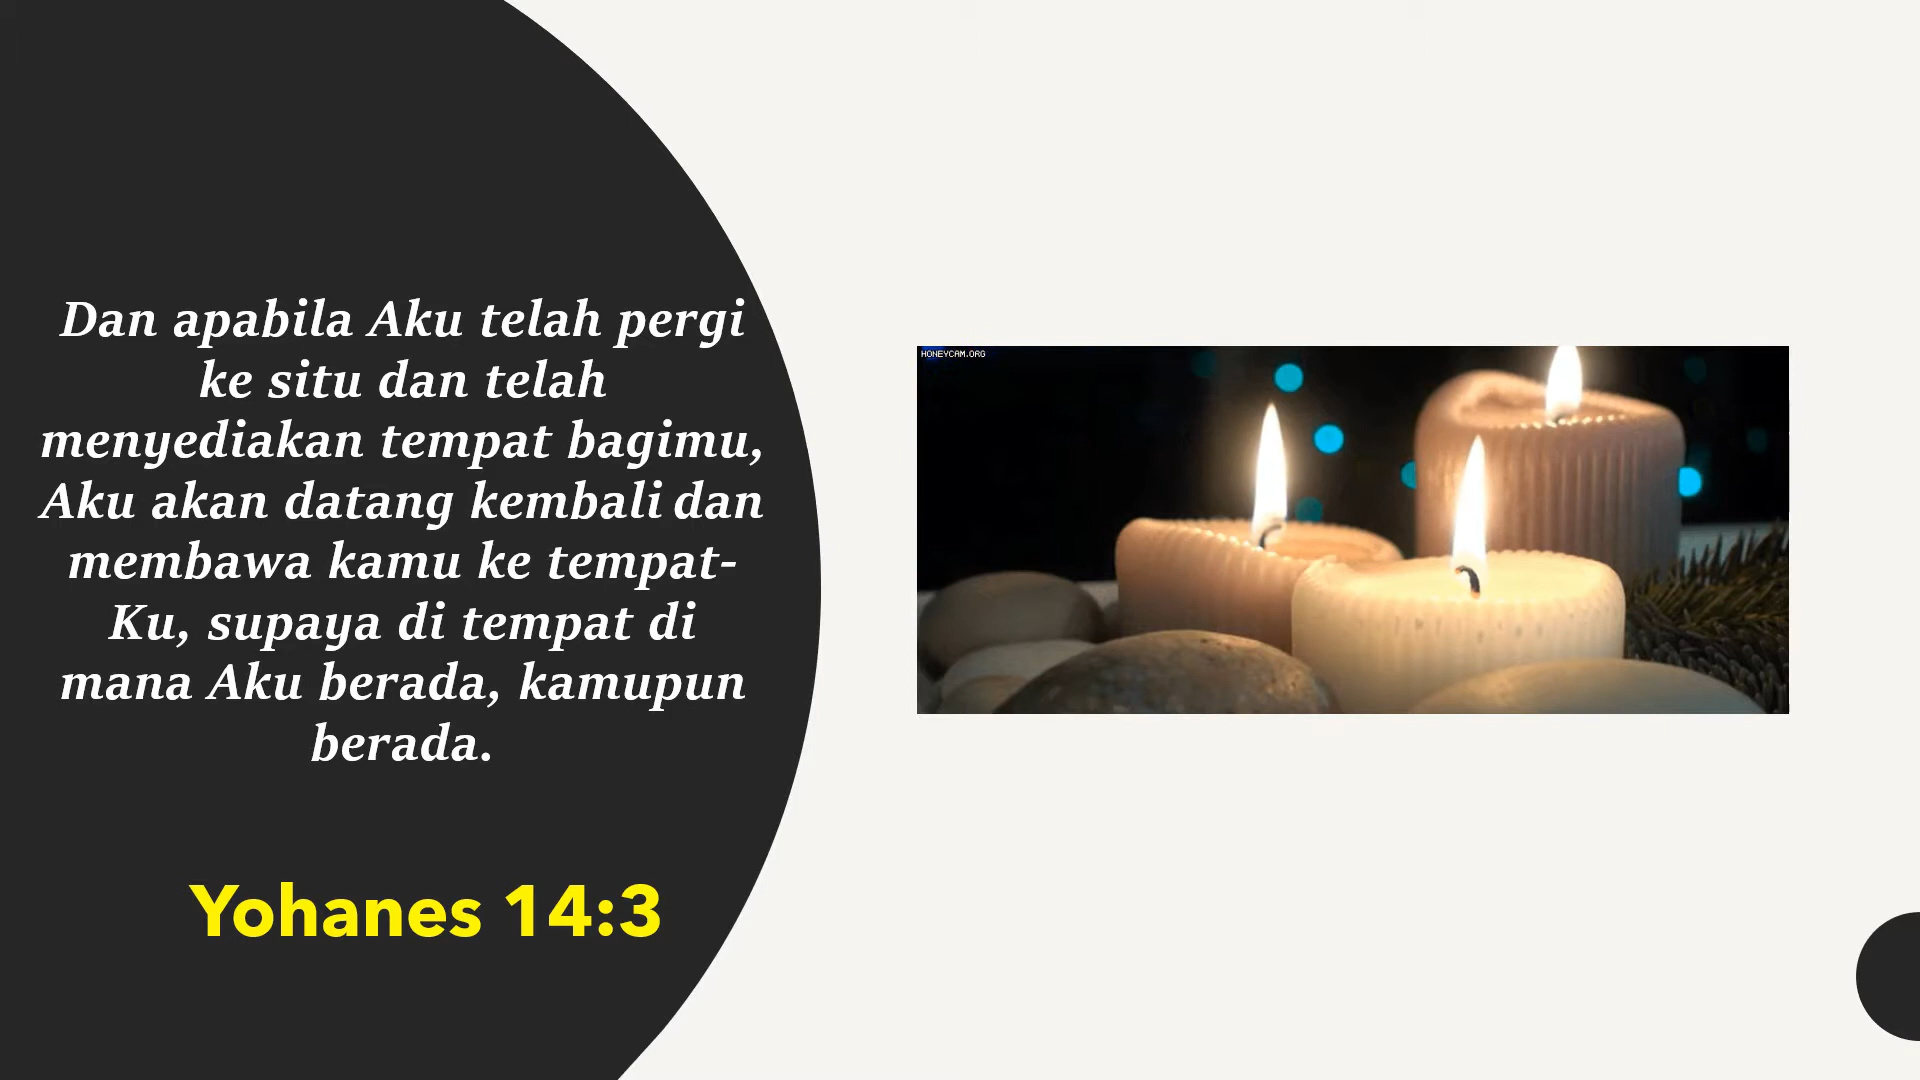 Dan apabila Aku telah pergi
ke situ dan telah
menyediakan tempat bagimu,
Aku akan datang kembali dan
membawa kamu ke tempat-
Ku, supaya di tempat di
mana Aku berada, kamupun
berada.
Yohanes 14:3
HONEYCAM.ORG